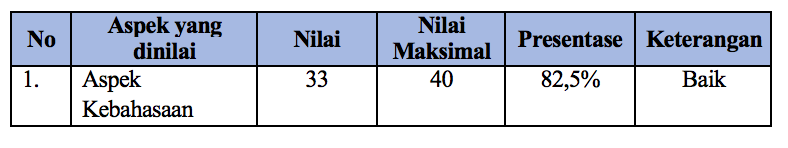 No Aspek yang dinilai Nilai Nilai Maksimal Presentase Keterangan
1. Aspek Kebahasaan 33 40 82,5% Baik